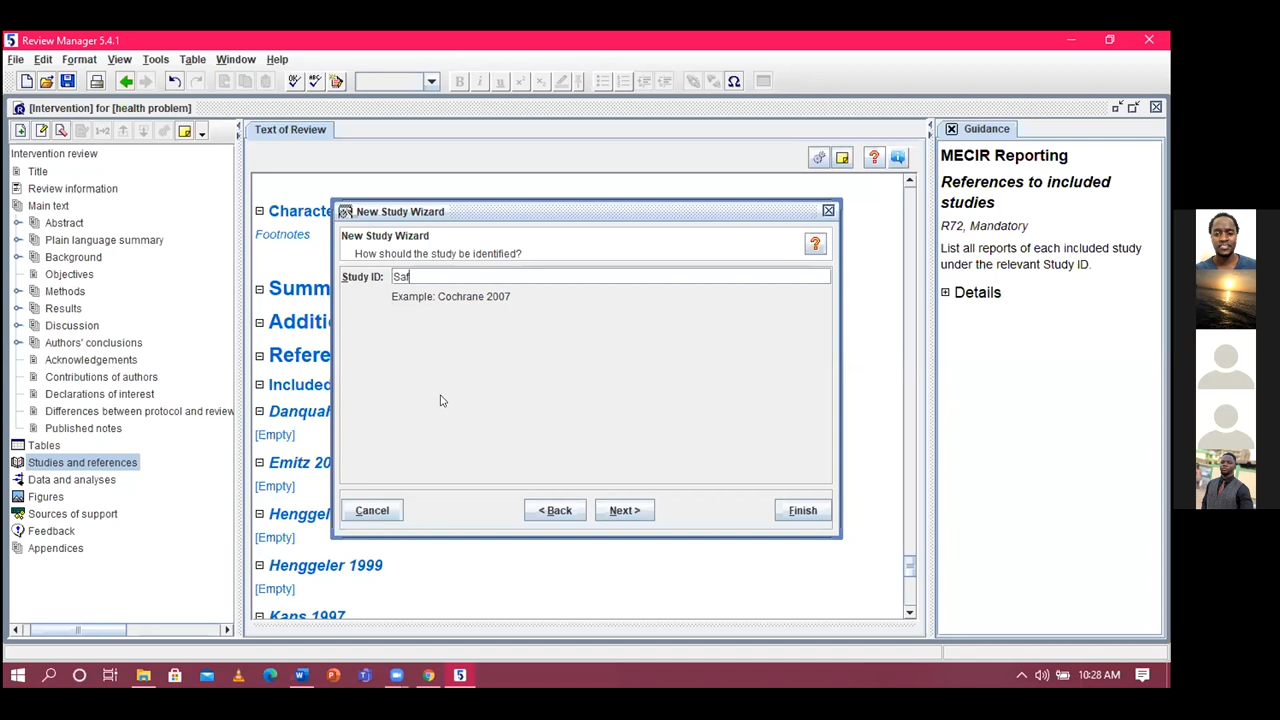 Review Manager 5.4.1
File Edit Format View Tools Table Window Help
[Intervention] for [health problem]
Intervention review
Title
Review information
Main text
Abstract
Plain language summary
Background
Objectives
Methods
Results
Discussion
Authors' conclusions
Acknowledgements
Contributions of authors
Declarations of interest
Differences between protocol and review
Published notes
Tables
Studies and references
Data and analyses
Figures
Sources of support
Feedback
Appendices
Text of Review
Characte
Footnotes
Summ
Additi
Refere
Included
Danquah
[Empty]
Emitz 20
[Empty]
Henggel
[Empty]
Henggeler 1999
[Empty]
Kans 1997
New Study Wizard
New Study Wizard
How should the study be identified?
Study ID: Saf
Example: Cochrane 2007
Cancel
< Back
Next >
Finish
Guidance
MECIR Reporting
References to included
studies
R72, Mandatory
List all reports of each included study
under the relevant Study ID.
Details
10:28 AM